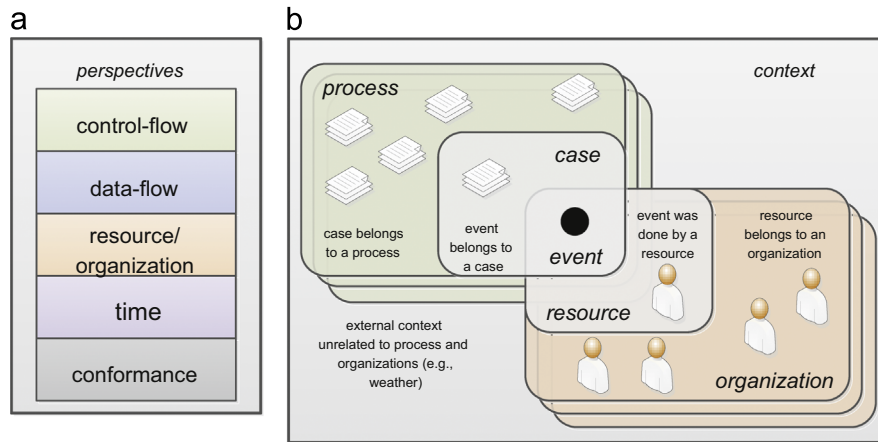 a
perspectives
control-flow
data-flow
resource/
organization
time
conformance
b
process
context
case
case belongs
to a process
event
belongs to
a case
event
event was
done by a
resource
resource
belongs to an
organization
resource
external context
unrelated to process and
organizations (e.g.,
weather)
organization